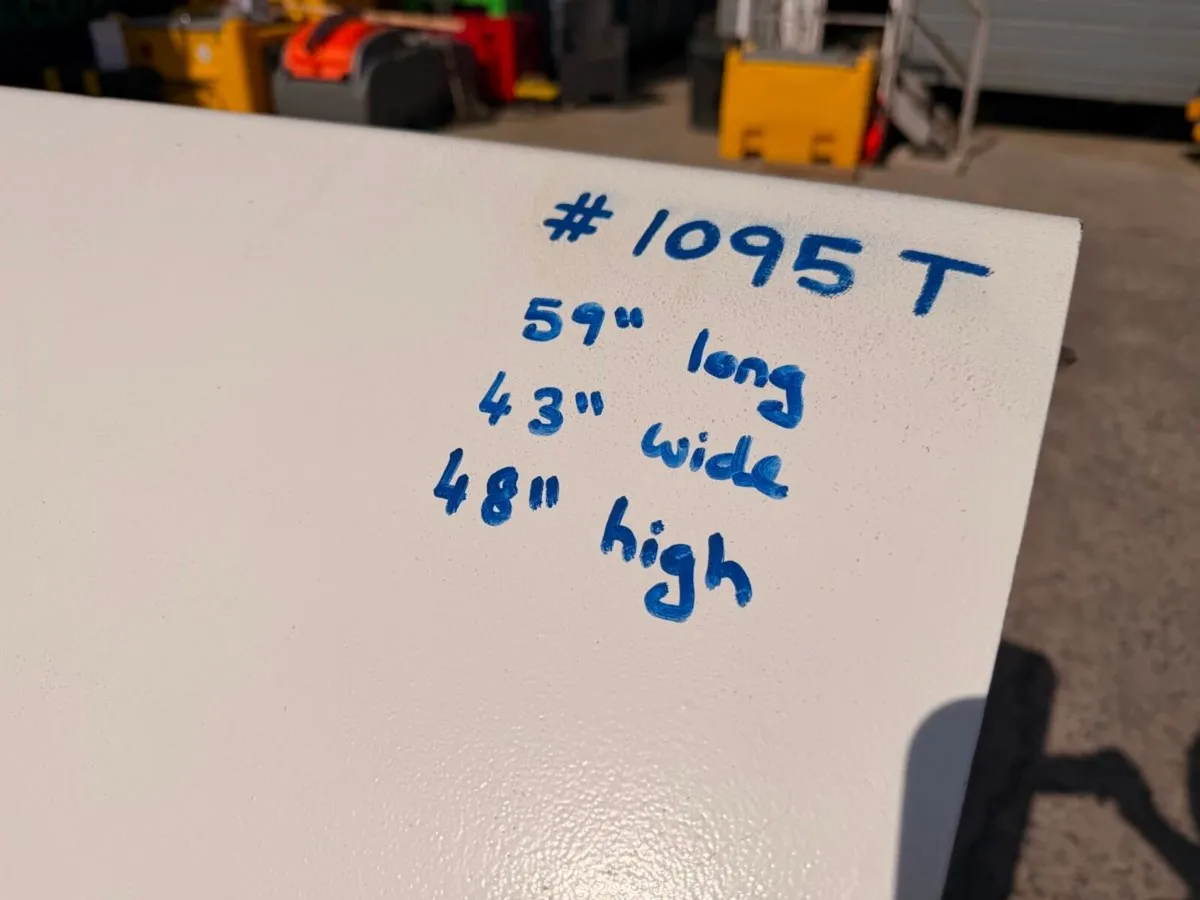 # 1095 T
59" long
43" wide
48" high